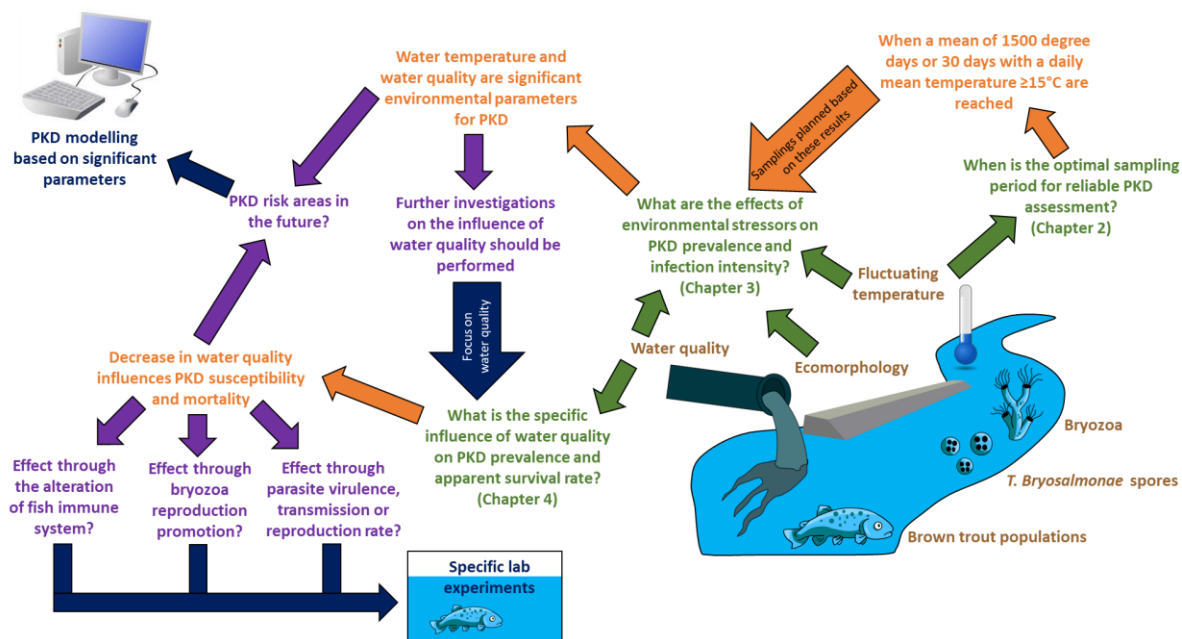 PKD modelling
based on significant
parameters
Water temperature and
water quality are significant
environmental parameters
for PKD
When a mean of 1500 degree
days or 30 days with a daily
mean temperature ≥15°C are
reached
Samplings planned based
on these results
PKD risk areas in
the future?
Further investigations
on the influence of
water quality should be
performed
What are the effects of
environmental stressors on
PKD prevalence and
infection intensity?
(Chapter 3)
When is the optimal sampling
period for reliable PKD
assessment?
(Chapter 2)
Fluctuating
temperature
Focus on
water quality
Water quality
Ecomorphology
Decrease in water quality
influences PKD susceptibility
and mortality
What is the specific
influence of water quality
on PKD prevalence and
apparent survival rate?
(Chapter 4)
Bryozoa
T. Bryosalmonae spores
Brown trout populations
Effect through
the alteration
of fish immune
system?
Effect through
bryozoa
reproduction
promotion?
Effect through
parasite virulence,
transmission or
reproduction rate?
Specific lab
experiments